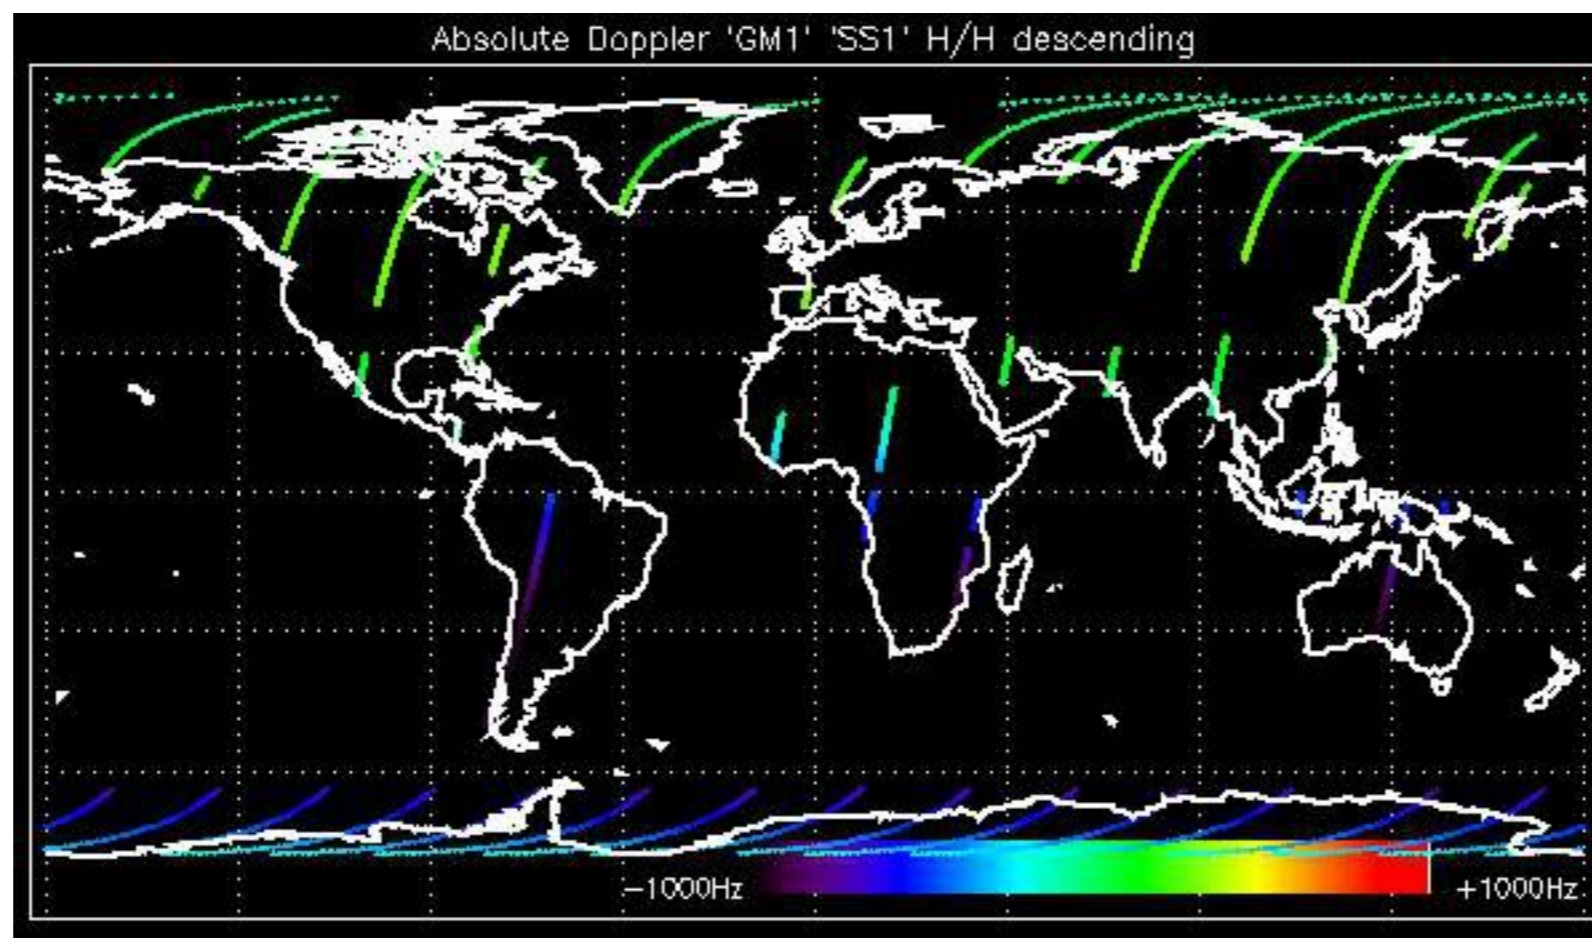 Absolute Doppler 'GM1' 'SS1' H/H descending
-1000Hz +1000Hz